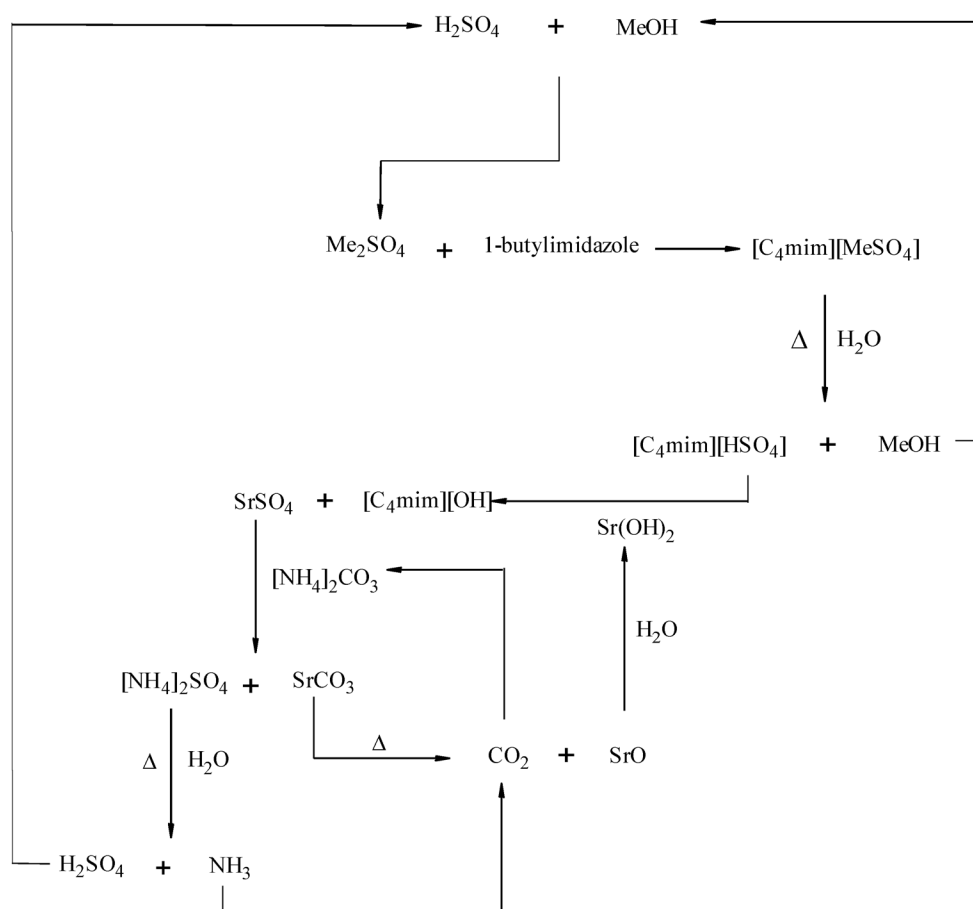 H₂SO₄ + MeOH
Me₂SO₄ + 1-butylimidazole [C₄mim][MeSO₄]
Δ H₂O
[C₄mim][HSO₄] + MeOH
SrSO₄ + [C₄mim][OH]
Sr(OH)₂
[NH₄]₂CO₃
H₂O
[NH₄]₂SO₄ + SrCO₃
Δ H₂O Δ CO₂ + SrO
H₂SO₄ + NH₃